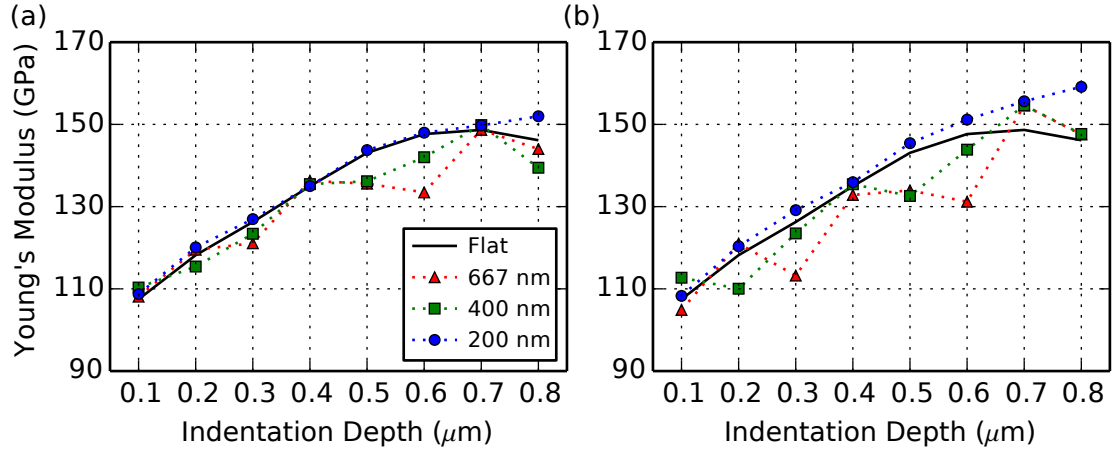 (a)
(b)
Young's Modulus (GPa)
170
150
130
110
90
0.1 0.2 0.3 0.4 0.5 0.6 0.7 0.8
Indentation Depth (μm)
Flat
667 nm
400 nm
200 nm
170
150
130
110
90
0.1 0.2 0.3 0.4 0.5 0.6 0.7 0.8
Indentation Depth (μm)